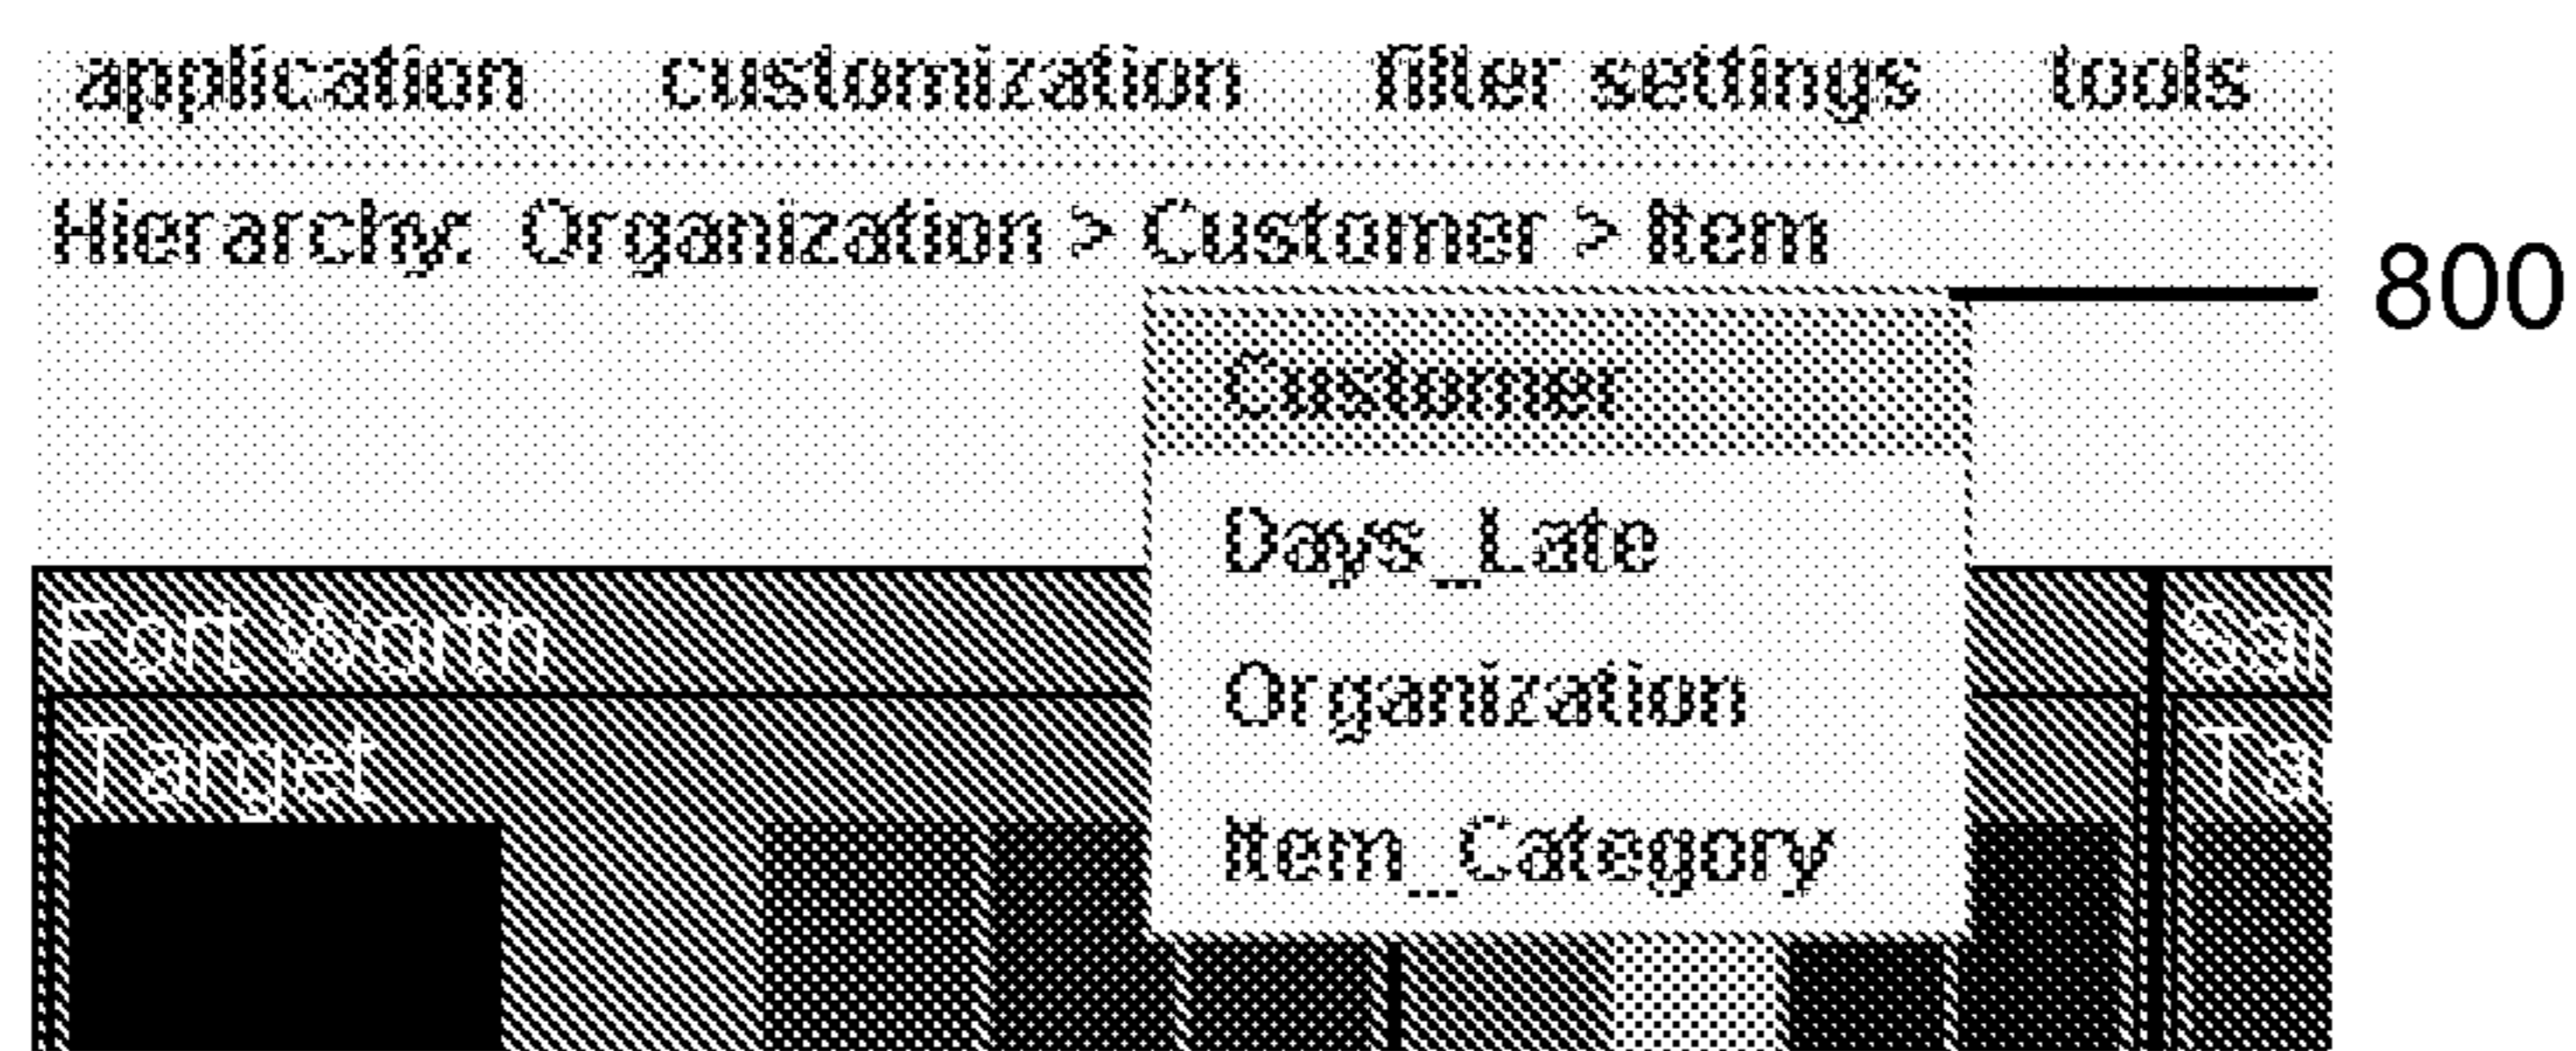 application customization filter settings tools
Hierarchy: Organization > Customer > Item
800
Customer
Days_Late
Organization
Item_Category
Fort Worth
Target